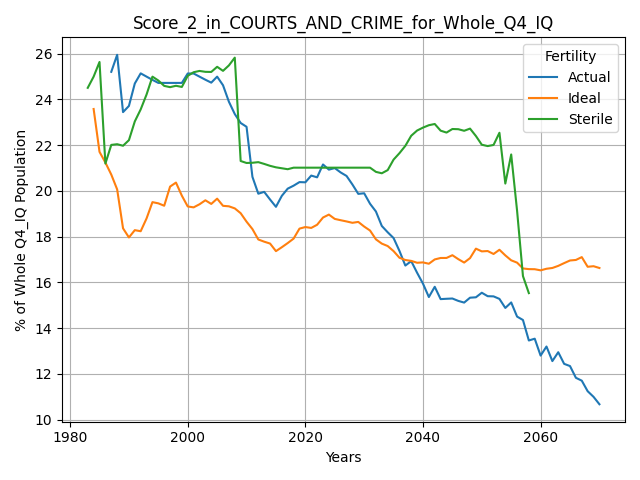 Score_2_in_COURTS_AND_CRIME_for_Whole_Q4_IQ
Fertility
Actual
Ideal
Sterile
% of Whole Q4_IQ Population
26
24
22
20
18
16
14
12
10
1980
2000
2020
2040
2060
Years